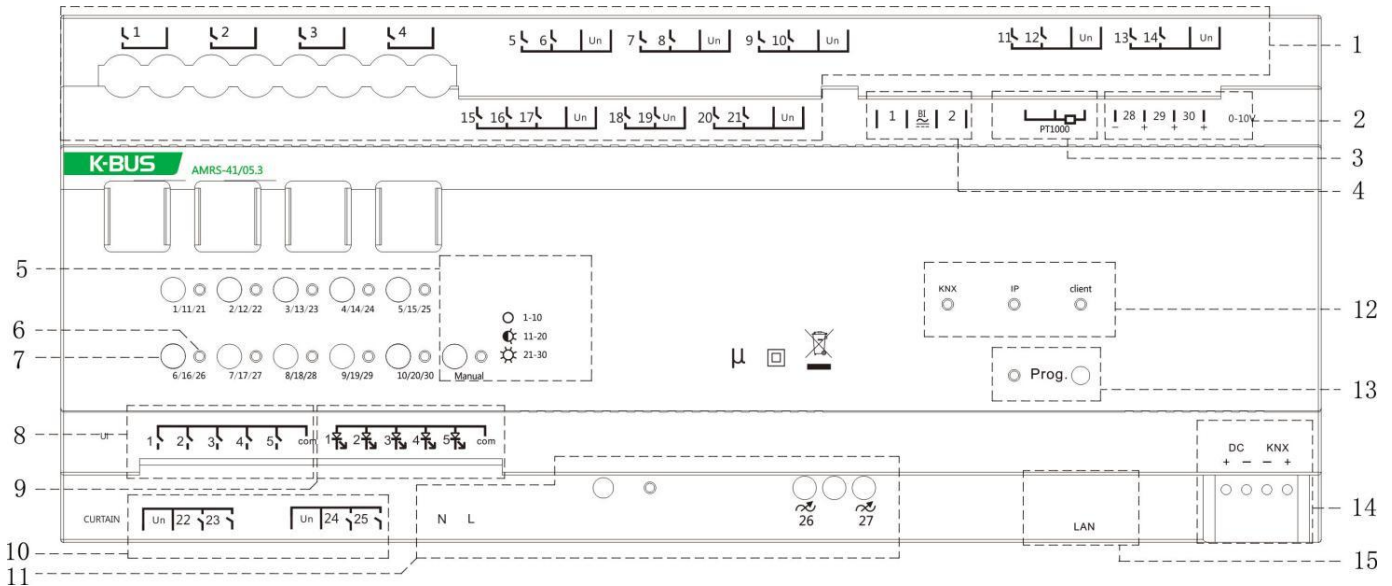 1 2 3 4 5 6 Un 7 8 Un 9 10 Un 11 12 Un 13 14 Un
1
15 16 17 Un 18 19 Un 20 21 Un 1 BI 2 PT1000 28 29 30 0-10V
− + + +
2
3
4
K-BUS AMRS-41/05.3
5
1/11/21 2/12/22 3/13/23 4/14/24 5/15/25
1-10
11-20
21-30
KNX IP client
12
6
7
6/16/26 7/17/27 8/18/28 9/19/29 10/20/30 Manual
µ
Prog.
13
8
UI 1 2 3 4 5 com 1 2 3 4 5 com
DC KNX
+ − − +
9
CURTAIN Un 22 23 Un 24 25 N L 26 27
14
LAN
10
11
15